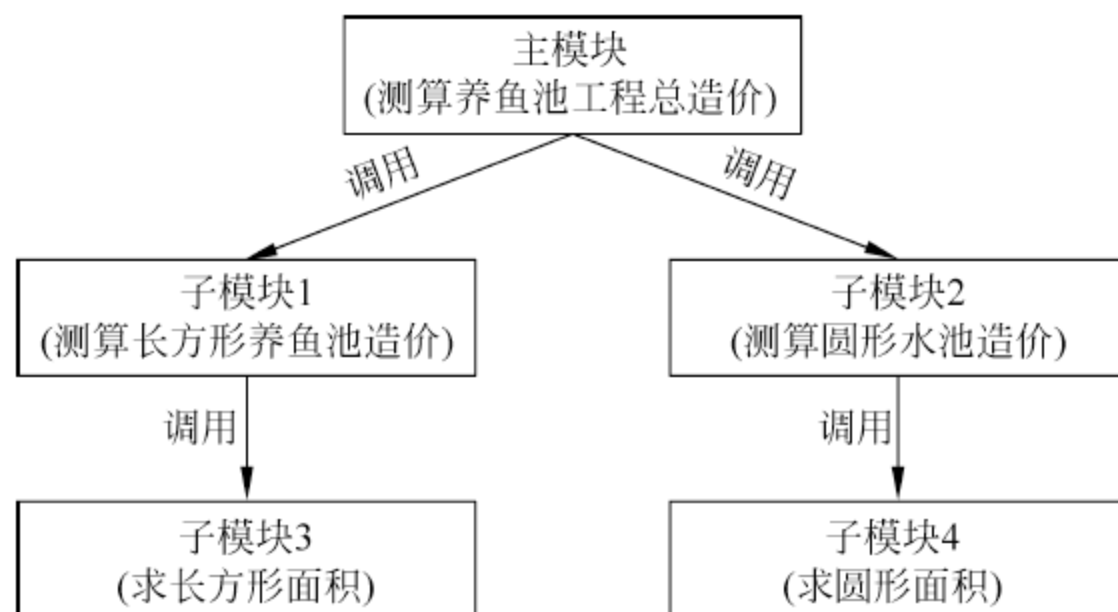 主模块
(测算养鱼池工程总造价)
调用
调用
子模块1
(测算长方形养鱼池造价)
子模块2
(测算圆形水池造价)
调用
调用
子模块3
(求长方形面积)
子模块4
(求圆形面积)